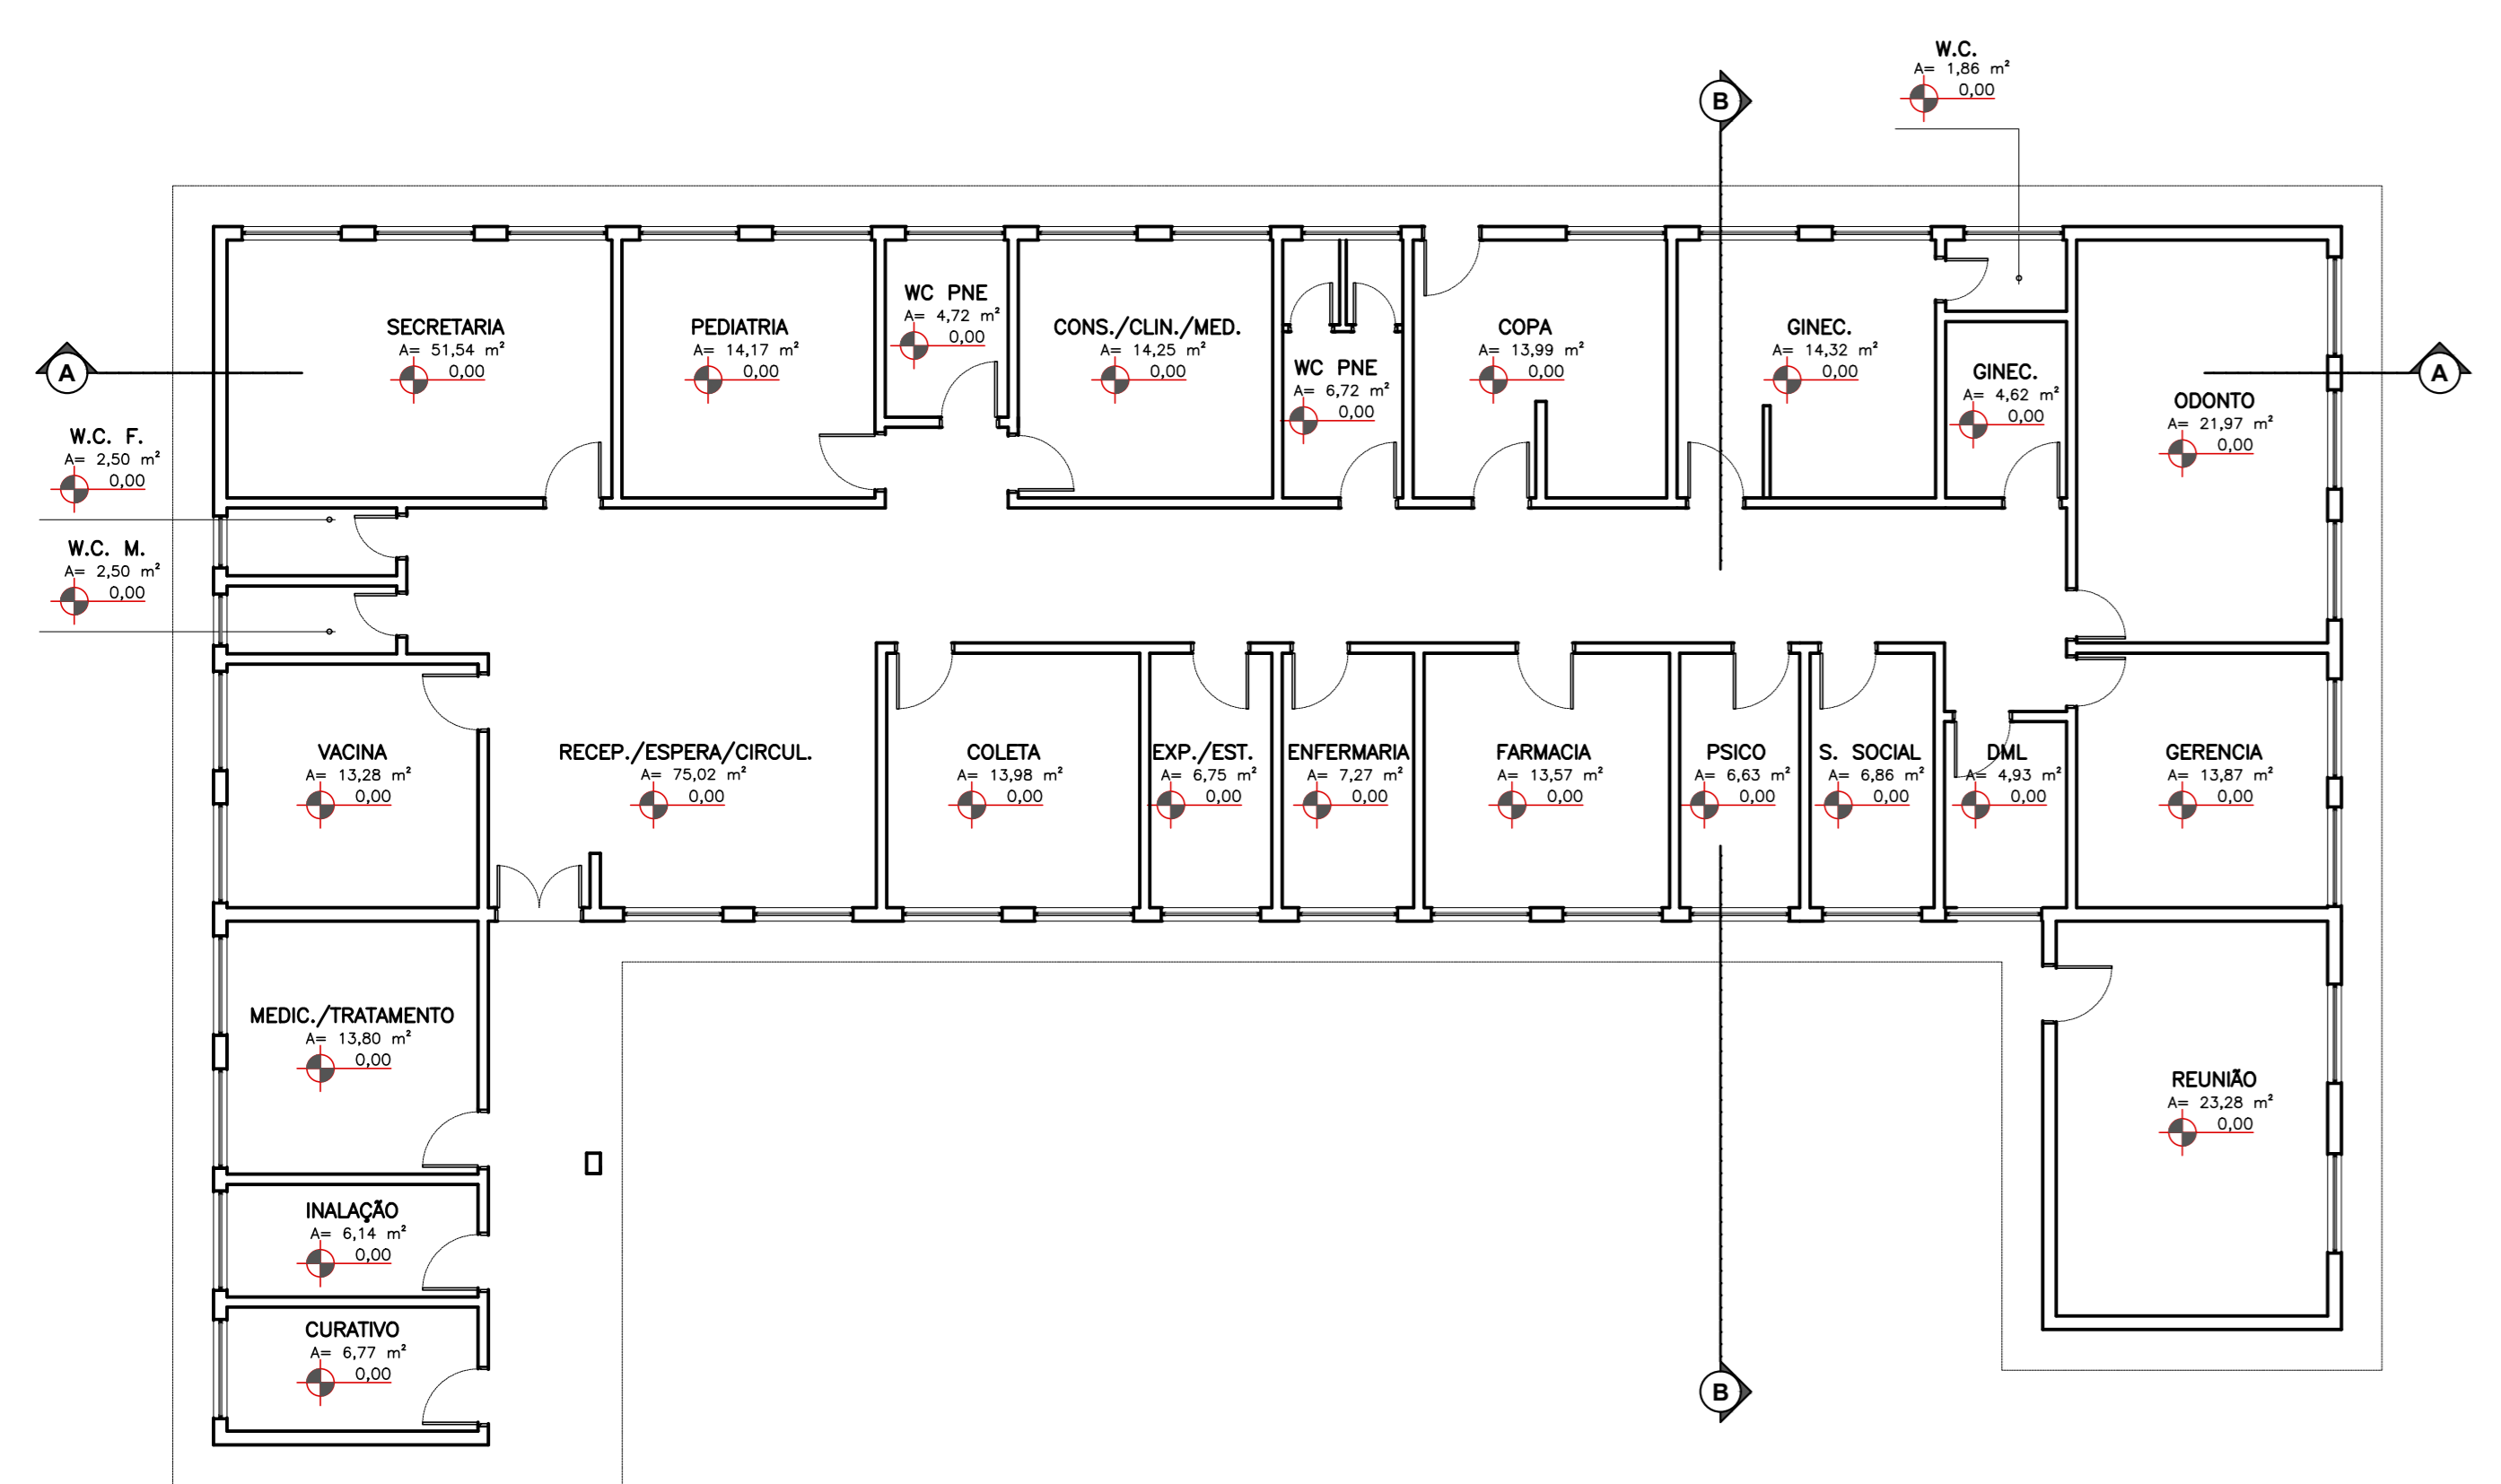 W.C.
A= 1,86 m²
0,00
B
SECRETARIA
A= 51,54 m²
0,00
PEDIATRIA
A= 14,17 m²
0,00
WC PNE
A= 4,72 m²
0,00
CONS./CLIN./MED.
A= 14,25 m²
0,00
WC PNE
A= 6,72 m²
0,00
COPA
A= 13,99 m²
0,00
GINEC.
A= 14,32 m²
0,00
GINEC.
A= 4,62 m²
0,00
ODONTO
A= 21,97 m²
0,00
A
A
W.C. F.
A= 2,50 m²
0,00
W.C. M.
A= 2,50 m²
0,00
VACINA
A= 13,28 m²
0,00
RECEP./ESPERA/CIRCUL.
A= 75,02 m²
0,00
COLETA
A= 13,98 m²
0,00
EXP./EST.
A= 6,75 m²
0,00
ENFERMARIA
A= 7,27 m²
0,00
FARMACIA
A= 13,57 m²
0,00
PSICO
A= 6,63 m²
0,00
S. SOCIAL
A= 6,86 m²
0,00
DML
A= 4,93 m²
0,00
GERENCIA
A= 13,87 m²
0,00
MEDIC./TRATAMENTO
A= 13,80 m²
0,00
REUNIÃO
A= 23,28 m²
0,00
INALAÇÃO
A= 6,14 m²
0,00
CURATIVO
A= 6,77 m²
0,00
B